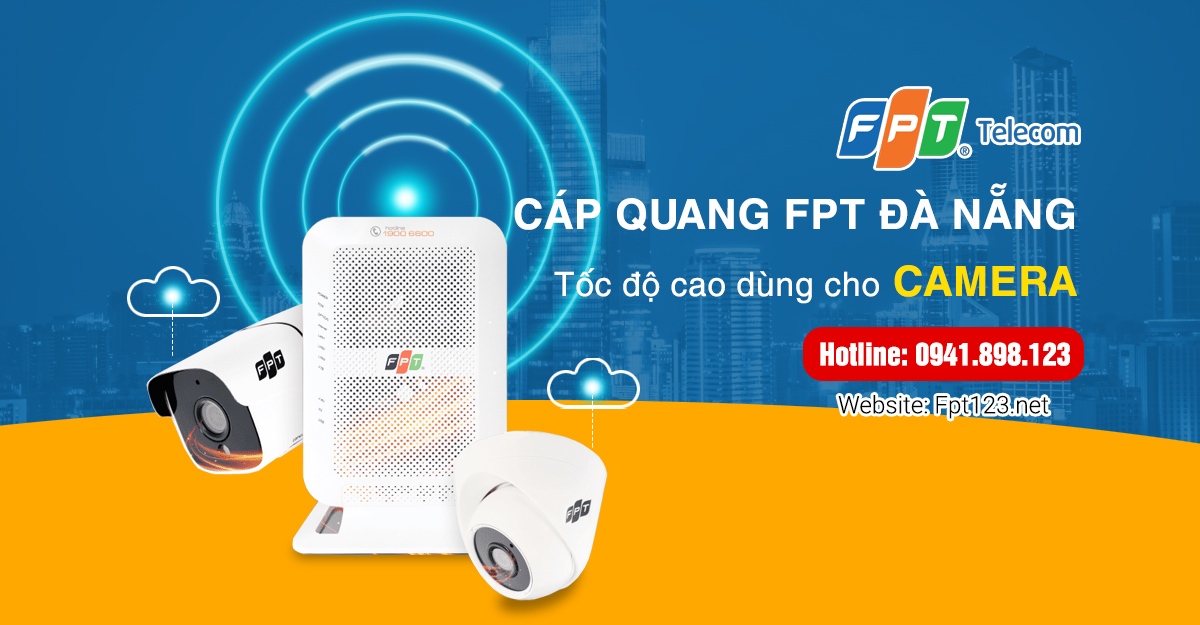 FPT® Telecom
CÁP QUANG FPT ĐÀ NẴNG
Tốc độ cao dùng cho CAMERA
Hotline: 0941.898.123
Website: Fpt123.net
hotline
1900 6600
FPT
FPT
FPT